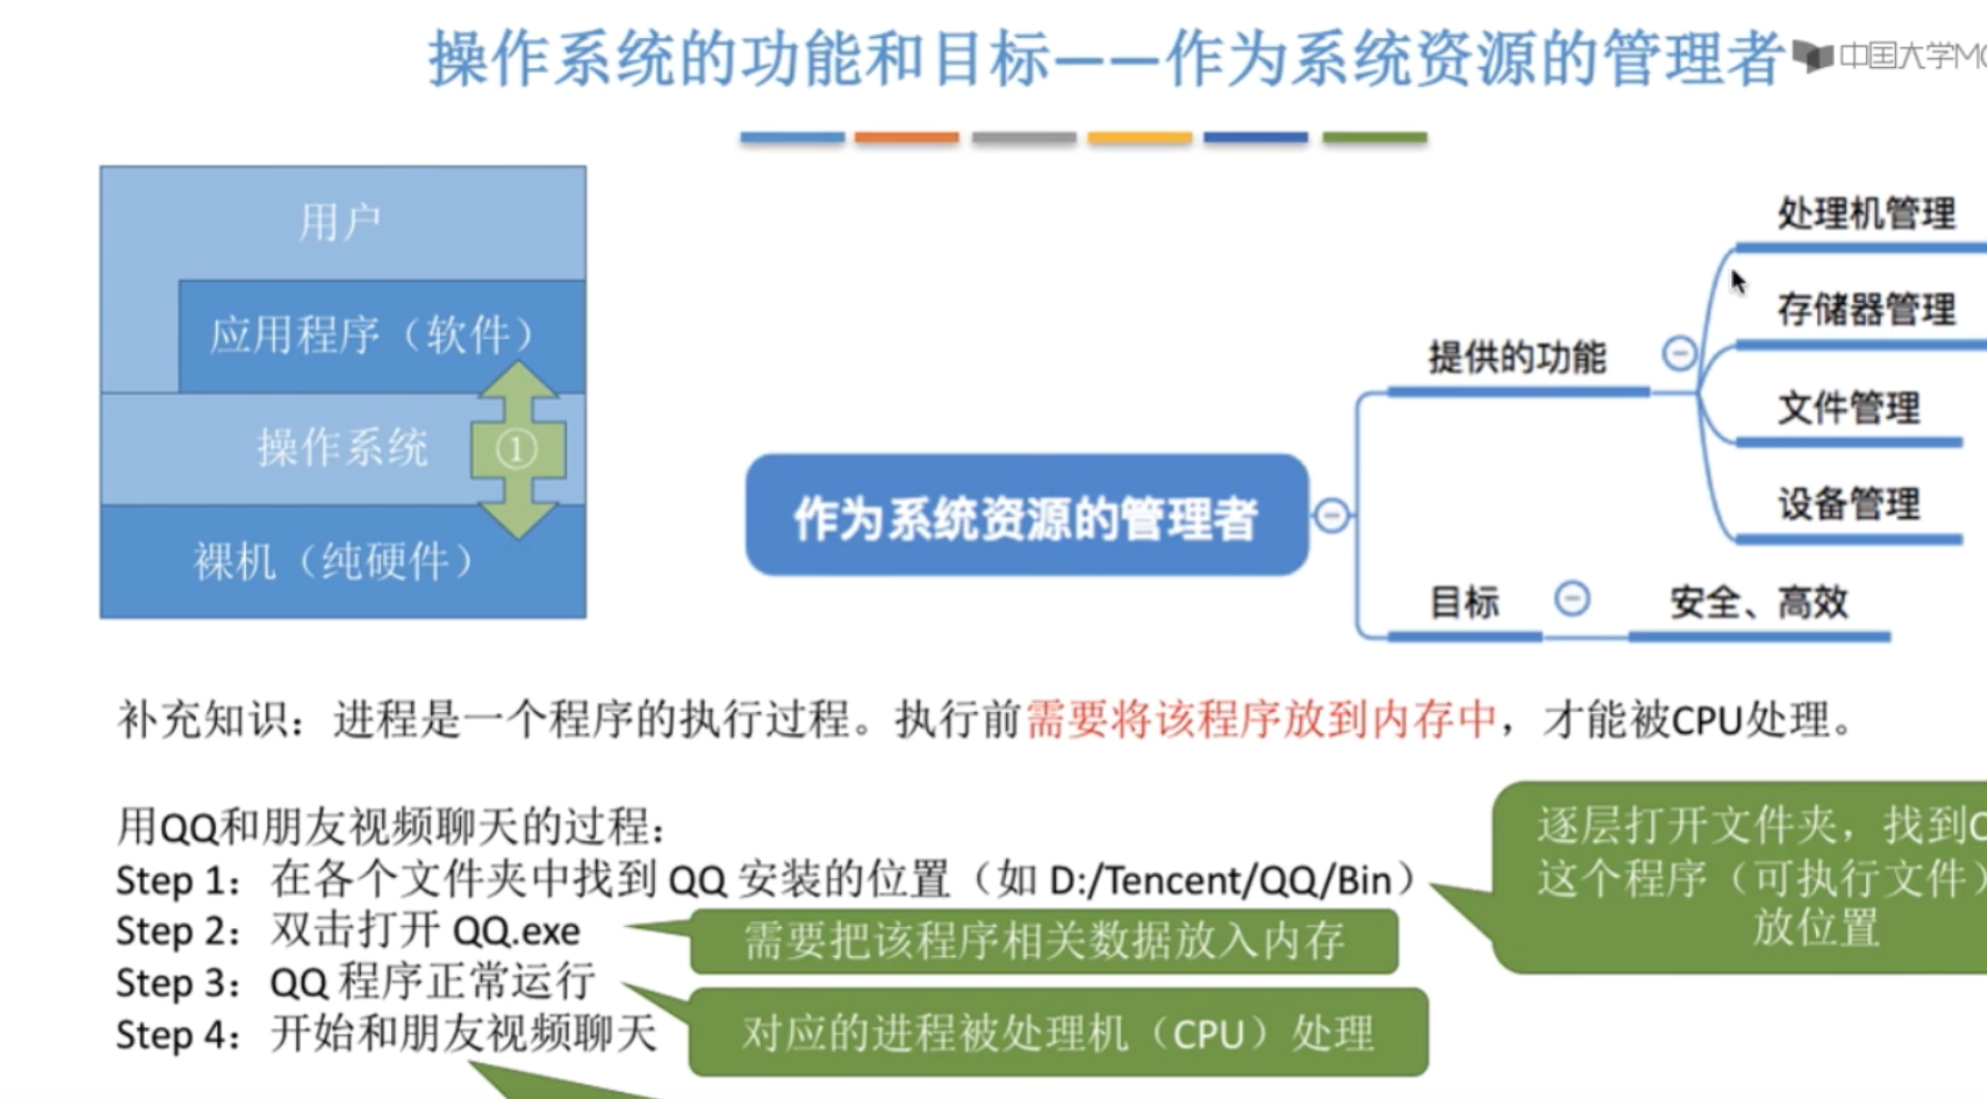 操作系统的功能和目标——作为系统资源的管理者
中国大学MO
用户
应用程序（软件）
操作系统
①
裸机（纯硬件）
作为系统资源的管理者
提供的功能
处理机管理
存储器管理
文件管理
设备管理
目标
安全、高效
补充知识：进程是一个程序的执行过程。执行前需要将该程序放到内存中，才能被CPU处理。
用QQ和朋友视频聊天的过程：
Step 1：在各个文件夹中找到 QQ 安装的位置（如 D:/Tencent/QQ/Bin）
逐层打开文件夹，找到
这个程序（可执行文件）
放位置
Step 2：双击打开 QQ.exe
需要把该程序相关数据放入内存
Step 3：QQ 程序正常运行
对应的进程被处理机（CPU）处理
Step 4：开始和朋友视频聊天